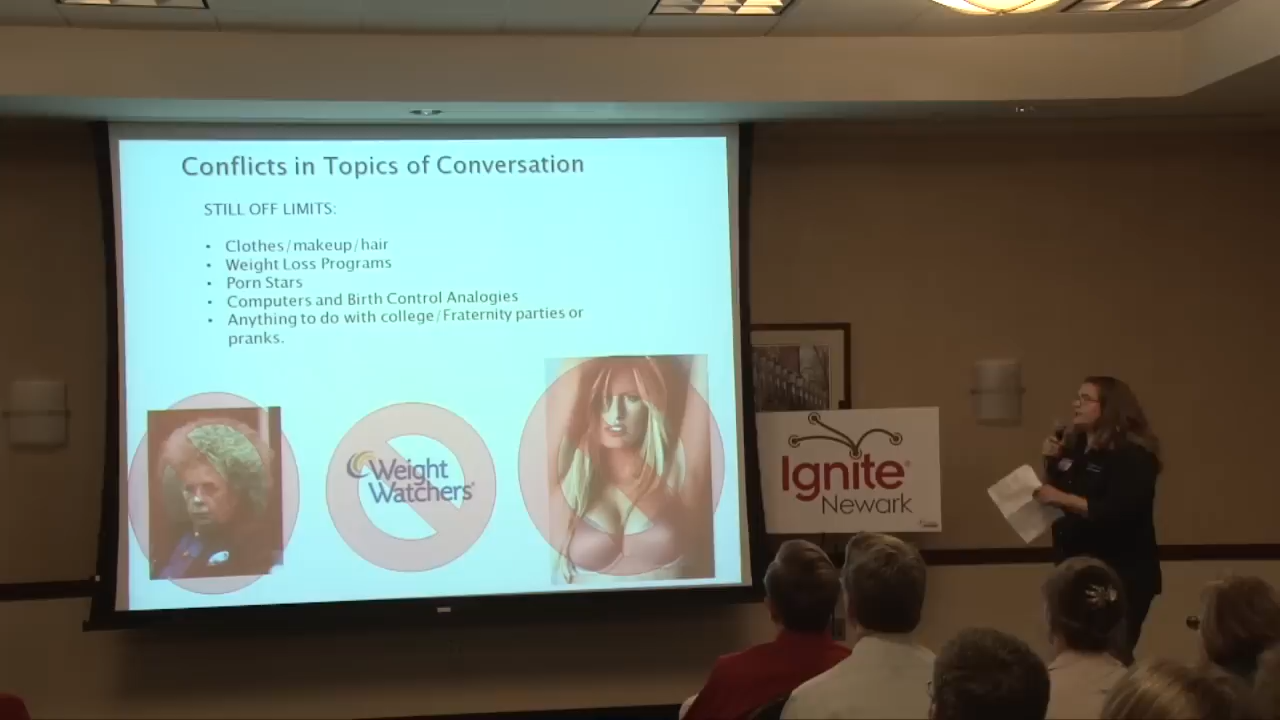 Conflicts in Topics of Conversation
STILL OFF LIMITS:
• Clothes/makeup/hair
• Weight Loss Programs
• Porn Stars
• Computers and Birth Control Analogies
• Anything to do with college/Fraternity parties or
pranks.
Weight
Watchers
Ignite
Newark